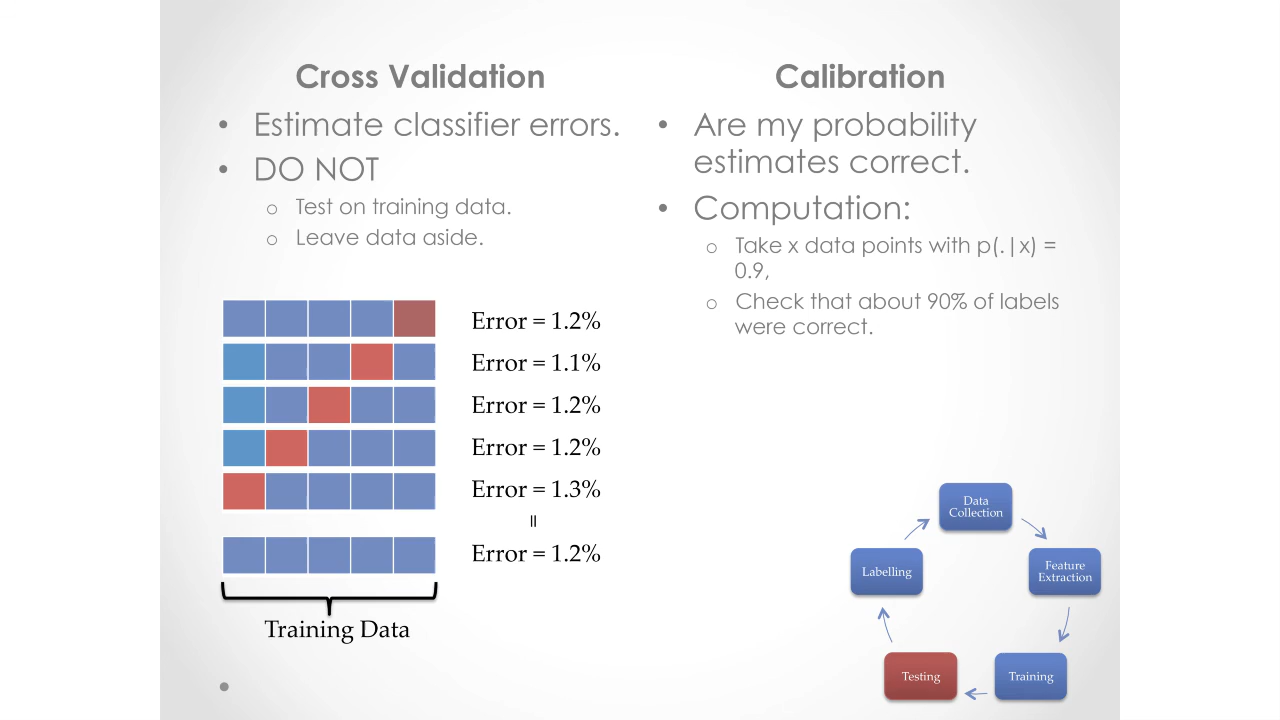 Cross Validation
• Estimate classifier errors.
• DO NOT
o Test on training data.
o Leave data aside.
Error = 1.2%
Error = 1.1%
Error = 1.2%
Error = 1.2%
Error = 1.3%
=
Error = 1.2%
Training Data
Calibration
• Are my probability
estimates correct.
• Computation:
o Take x data points with p(.|x) =
0.9,
o Check that about 90% of labels
were correct.
Data
Collection
Feature
Extraction
Training
Testing
Labelling